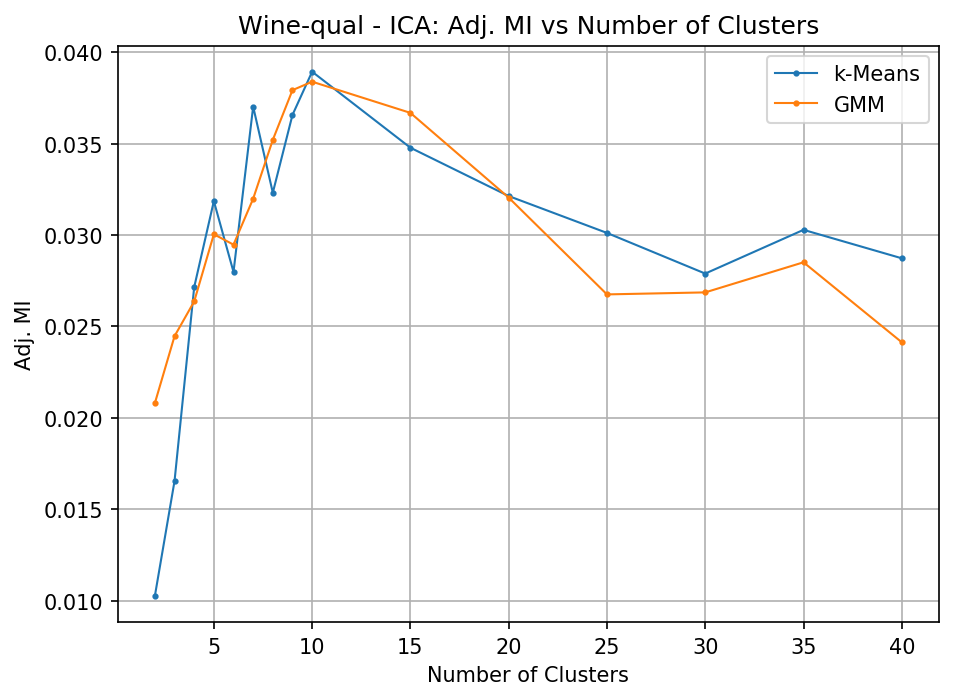 Wine-qual - ICA: Adj. MI vs Number of Clusters
k-Means
GMM
Adj. MI
0.040
0.035
0.030
0.025
0.020
0.015
0.010
5 10 15 20 25 30 35 40
Number of Clusters